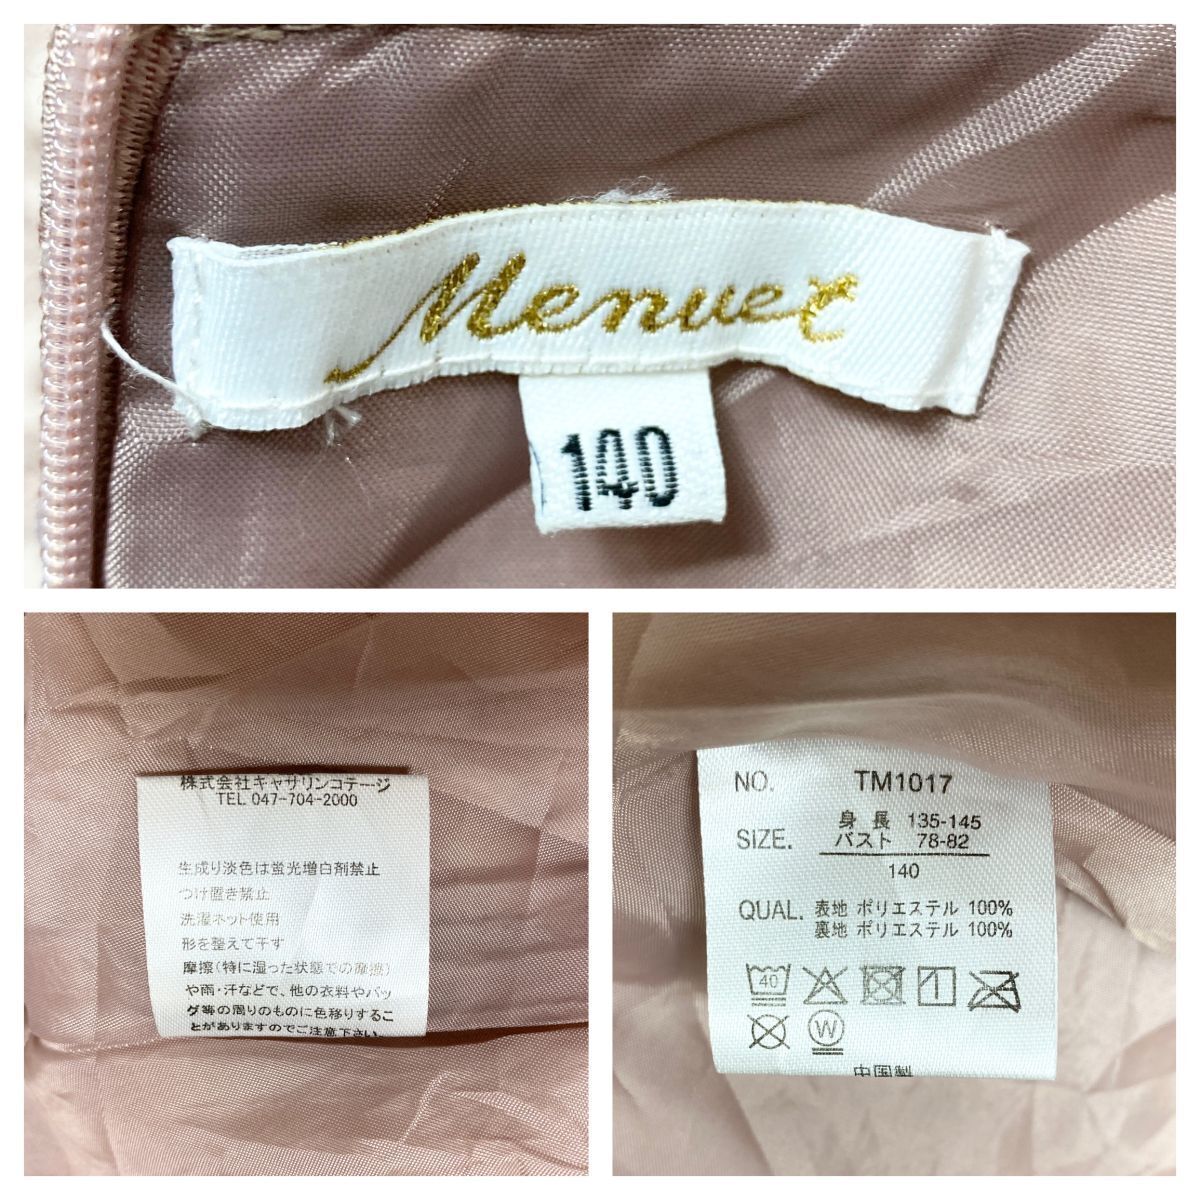 Menuet
140
株式会社キャサリンコテージ
TEL 047-704-2000
生成り淡色は蛍光増白剤禁止
つけ置き禁止
洗濯ネット使用
形を整えて干す
摩擦(特に湿った状態での摩擦)
や雨・汗などで、他の衣料やバッ
グ等の周りのものに色移りするこ
とがありますのでご注意下さい。
NO. TM1017
SIZE. 身長 135-145
バスト 78-82
140
QUAL. 表地 ポリエステル 100%
裏地 ポリエステル 100%
40
W
中国製